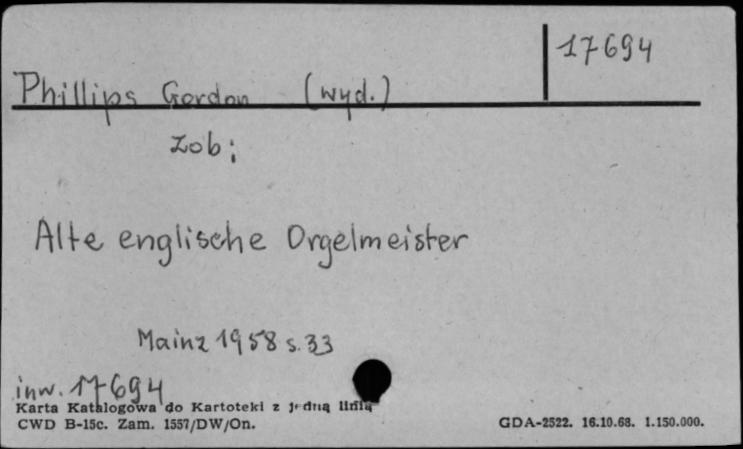 17694
Phillips Gordon (wyd.)
Zob:
Alte englische Orgelmeister
Mainz 1958 s. 33
inw. 17694
Karta Katalogowa do Kartoteki z jedną linią
CWD B-15c. Zam. 1557/DW/On.
GDA-2522. 16.10.68. 1.150.000.